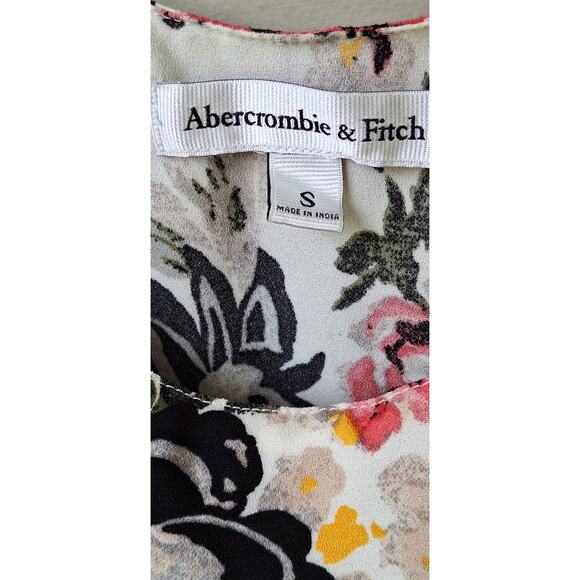 Abercrombie & Fitch
S
MADE IN INDIA